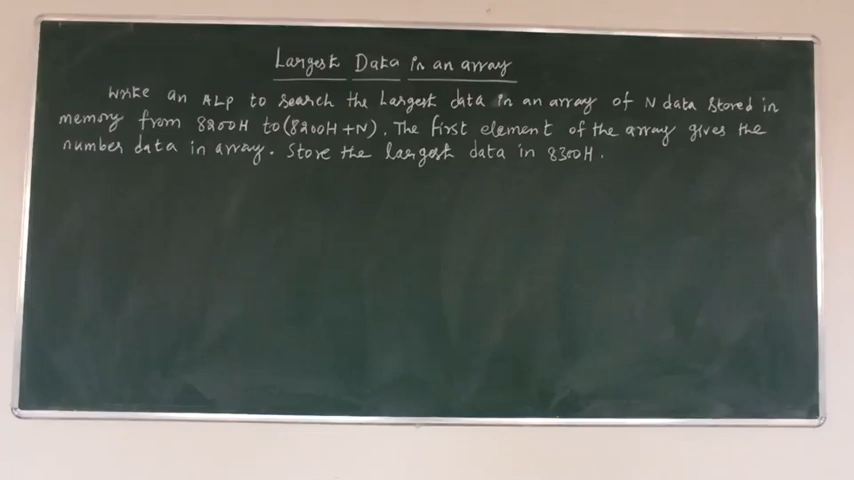 Largest Data in an array
Write an ALP to search the Largest data in an array of N data stored in
memory from 8200H to (8200H+N). The first element of the array gives the
number data in array. Store the largest data in 8300H.